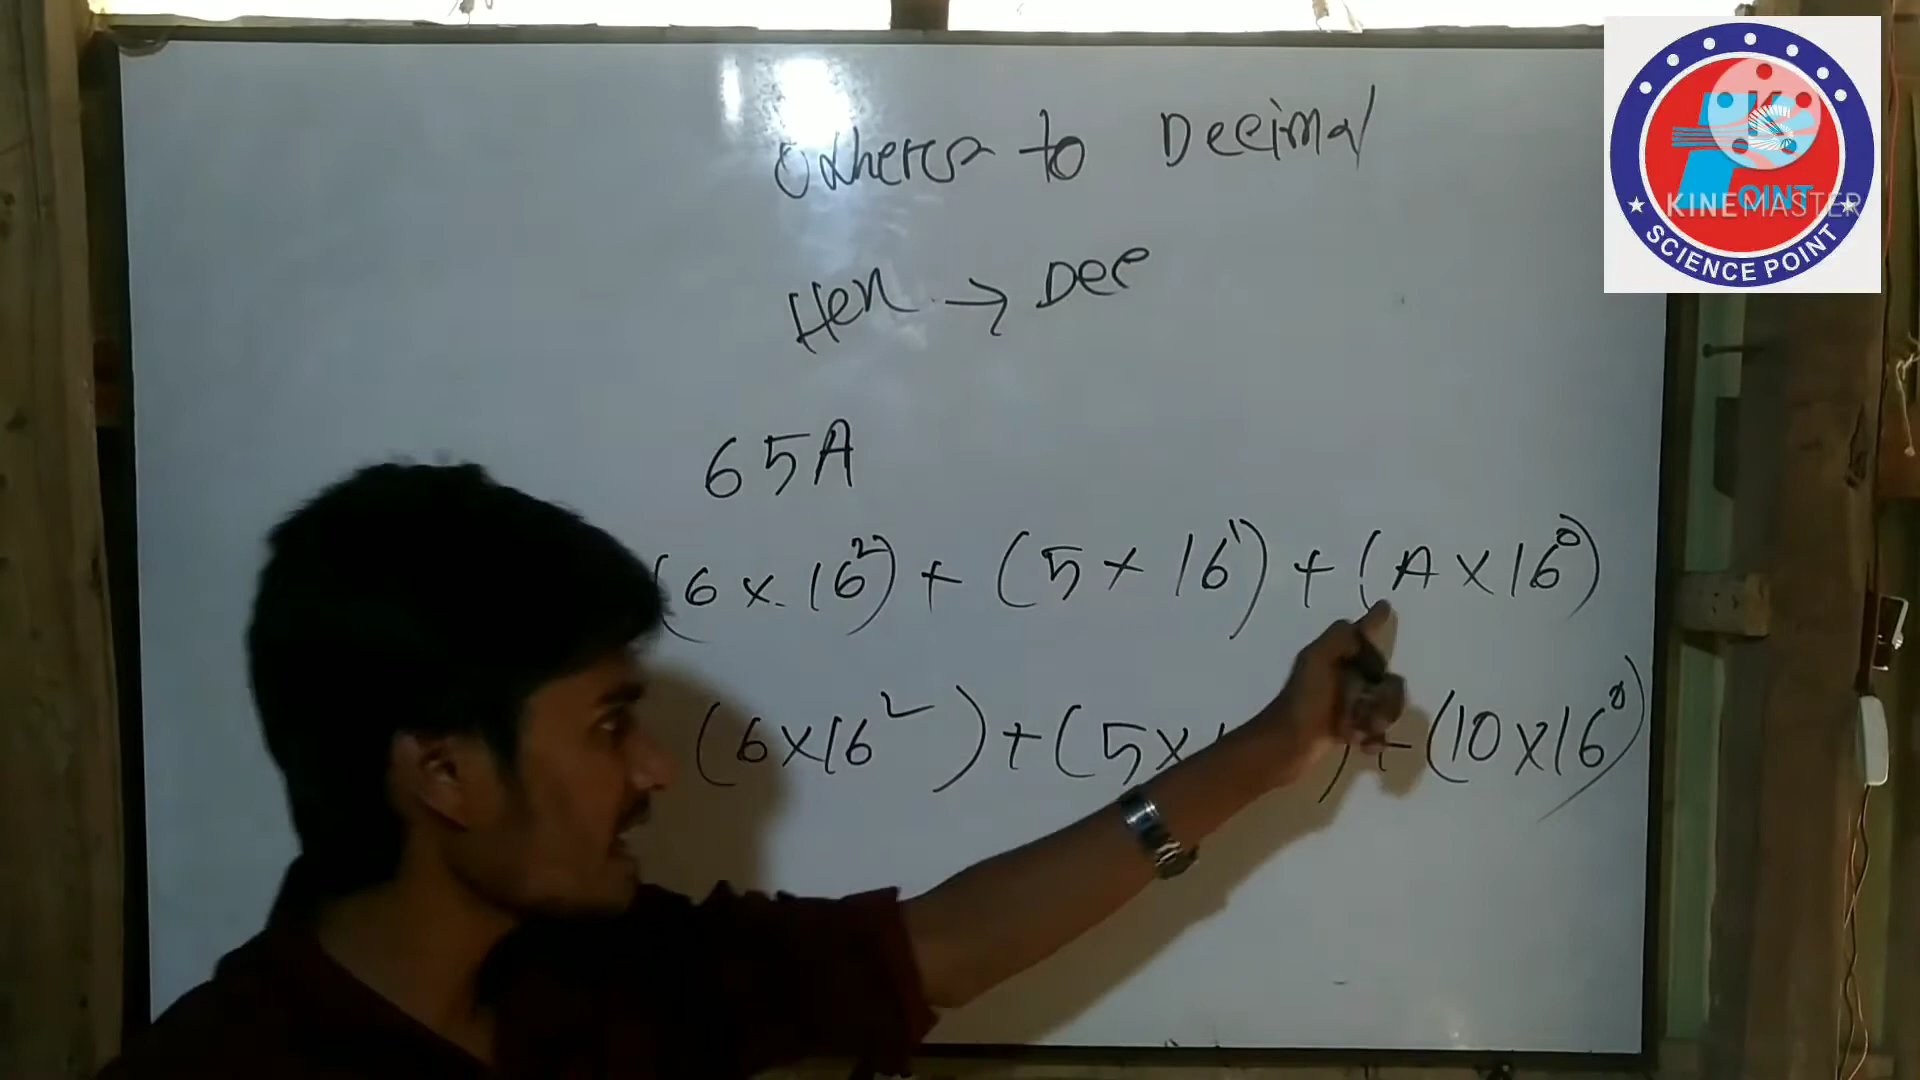 Others to Decimal
Hex → Dec
65A
(6 × 16²) + (5 × 16¹) + (A × 16⁰)
(6×16²) + (5× ) + (10×16⁰)
K
POINT
KINEMASTER
★ SCIENCE POINT ★